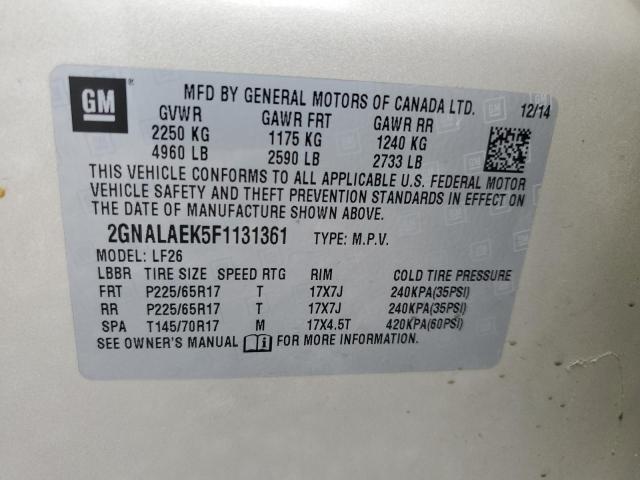 GM
MFD BY GENERAL MOTORS OF CANADA LTD. 12/14
GVWR GAWR FRT GAWR RR
2250 KG 1175 KG 1240 KG
4960 LB 2590 LB 2733 LB
THIS VEHICLE CONFORMS TO ALL APPLICABLE U.S. FEDERAL MOTOR
VEHICLE SAFETY AND THEFT PREVENTION STANDARDS IN EFFECT ON
THE DATE OF MANUFACTURE SHOWN ABOVE.
2GNALAEK5F1131361 TYPE: M.P.V.
MODEL: LF26
LBBR TIRE SIZE SPEED RTG RIM COLD TIRE PRESSURE
FRT P225/65R17 T 17X7J 240KPA(35PSI)
RR P225/65R17 T 17X7J 240KPA(35PSI)
SPA T145/70R17 M 17X4.5T 420KPA(60PSI)
SEE OWNER'S MANUAL FOR MORE INFORMATION.